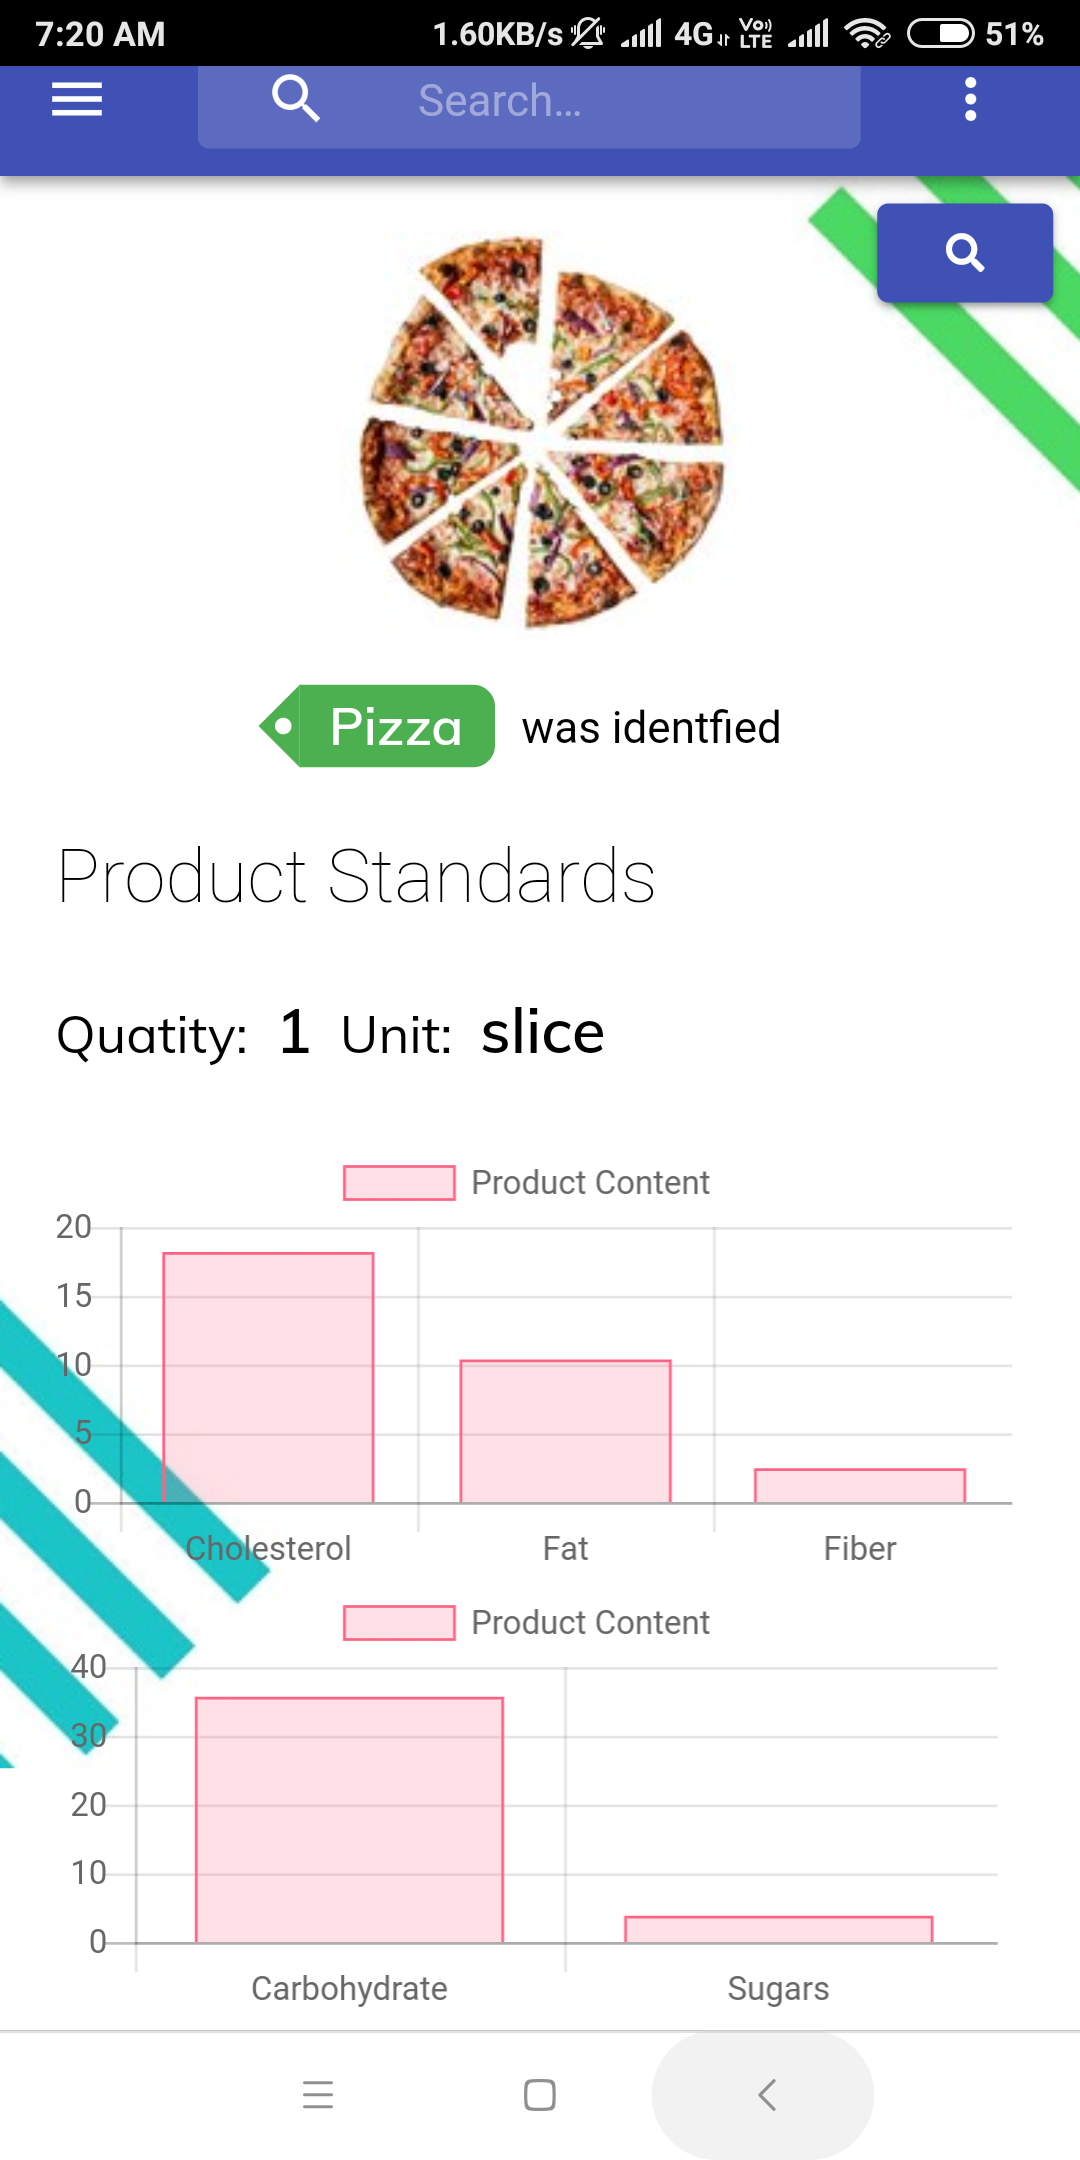 7:20 AM 1.60KB/s 4G Vo)) LTE 51%
Search...
Pizza was identfied
Product Standards
Quatity: 1 Unit: slice
Product Content
20
15
10
5
0
Cholesterol Fat Fiber
Product Content
40
30
20
10
0
Carbohydrate Sugars